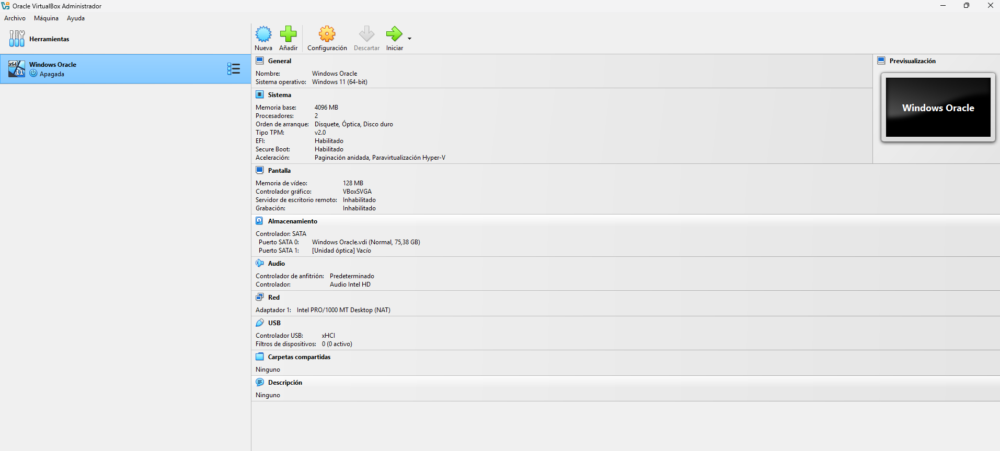 Oracle VirtualBox Administrador
Archivo Máquina Ayuda
Herramientas
Nueva Añadir Configuración Descartar Iniciar
x64 11
Windows Oracle
Apagada
General
Nombre: Windows Oracle
Sistema operativo: Windows 11 (64-bit)
Previsualización
Windows Oracle
Sistema
Memoria base: 4096 MB
Procesadores: 2
Orden de arranque: Disquete, Óptica, Disco duro
Tipo TPM: v2.0
EFI: Habilitado
Secure Boot: Habilitado
Aceleración: Paginación anidada, Paravirtualización Hyper-V
Pantalla
Memoria de vídeo: 128 MB
Controlador gráfico: VBoxSVGA
Servidor de escritorio remoto: Inhabilitado
Grabación: Inhabilitado
Almacenamiento
Controlador: SATA
Puerto SATA 0: Windows Oracle.vdi (Normal, 75,38 GB)
Puerto SATA 1: [Unidad óptica] Vacío
Audio
Controlador de anfitrión: Predeterminado
Controlador: Audio Intel HD
Red
Adaptador 1: Intel PRO/1000 MT Desktop (NAT)
USB
Controlador USB: xHCI
Filtros de dispositivos: 0 (0 activo)
Carpetas compartidas
Ninguno
Descripción
Ninguno